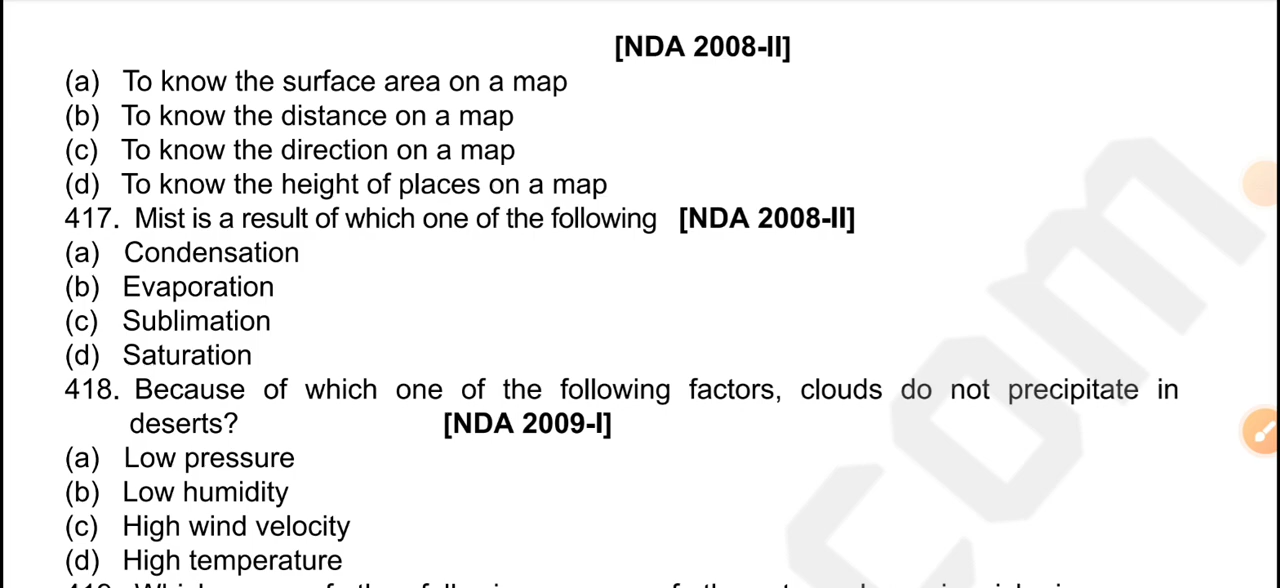 [NDA 2008-II]
(a) To know the surface area on a map
(b) To know the distance on a map
(c) To know the direction on a map
(d) To know the height of places on a map
417. Mist is a result of which one of the following [NDA 2008-II]
(a) Condensation
(b) Evaporation
(c) Sublimation
(d) Saturation
418. Because of which one of the following factors, clouds do not precipitate in
deserts? [NDA 2009-I]
(a) Low pressure
(b) Low humidity
(c) High wind velocity
(d) High temperature
com